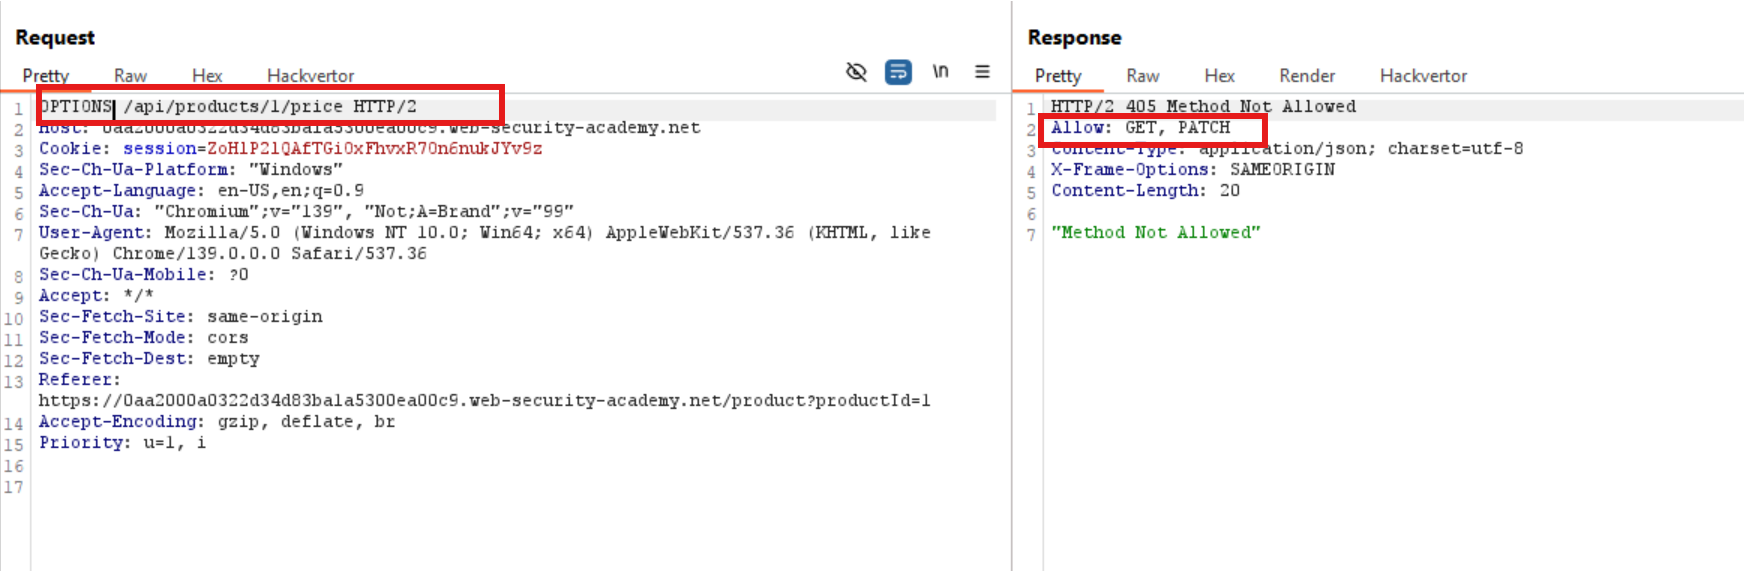 Request
Pretty Raw Hex Hackvertor
\n
1 OPTIONS /api/products/1/price HTTP/2
2 Host: 0aa2000a0322d34d83ba1a5300ea00c9.web-security-academy.net
3 Cookie: session=ZoH1P21QAfTGi0xFhvxR70n6nukJYv9z
4 Sec-Ch-Ua-Platform: "Windows"
5 Accept-Language: en-US,en;q=0.9
6 Sec-Ch-Ua: "Chromium";v="139", "Not;A=Brand";v="99"
7 User-Agent: Mozilla/5.0 (Windows NT 10.0; Win64; x64) AppleWebKit/537.36 (KHTML, like
Gecko) Chrome/139.0.0.0 Safari/537.36
8 Sec-Ch-Ua-Mobile: ?0
9 Accept: */*
10 Sec-Fetch-Site: same-origin
11 Sec-Fetch-Mode: cors
12 Sec-Fetch-Dest: empty
13 Referer:
https://0aa2000a0322d34d83ba1a5300ea00c9.web-security-academy.net/product?productId=1
14 Accept-Encoding: gzip, deflate, br
15 Priority: u=1, i
16
17
Response
Pretty Raw Hex Render Hackvertor
1 HTTP/2 405 Method Not Allowed
2 Allow: GET, PATCH
3 Content-Type: application/json; charset=utf-8
4 X-Frame-Options: SAMEORIGIN
5 Content-Length: 20
6
7 "Method Not Allowed"